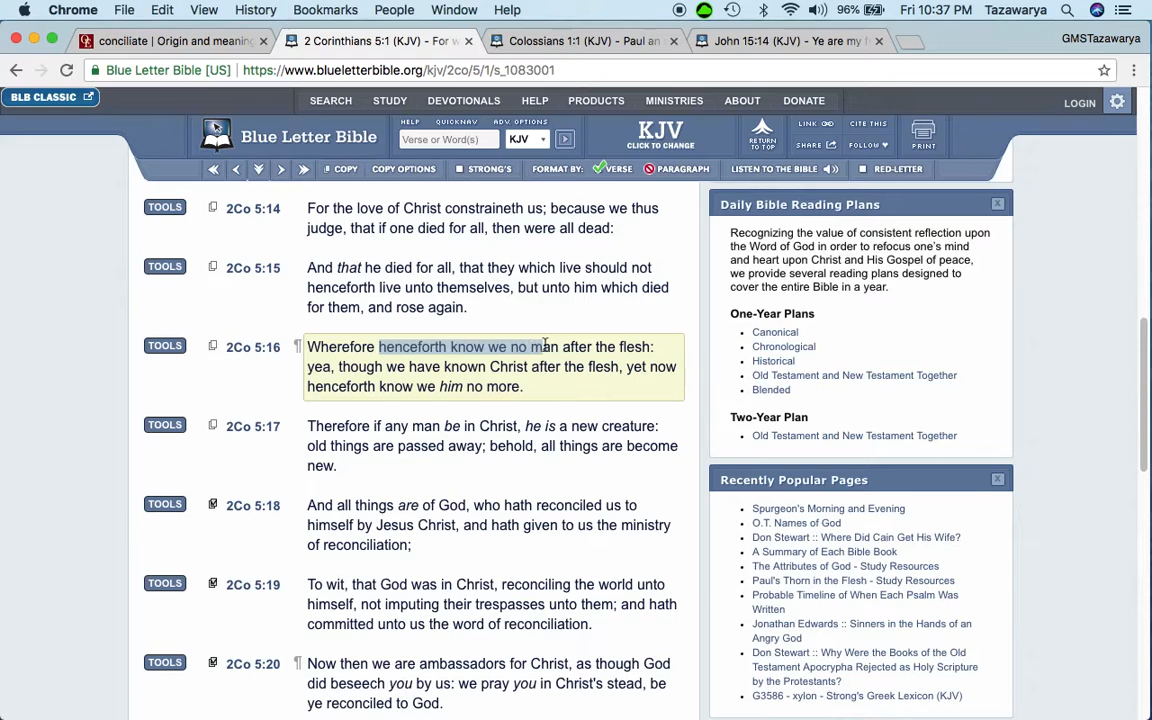 Chrome File Edit View History Bookmarks People Window Help 96% Fri 10:37 PM Tazawarya
conciliate | Origin and meaning
2 Corinthians 5:1 (KJV) - For w
Colossians 1:1 (KJV) - Paul an
John 15:14 (KJV) - Ye are my f
GMSTazawarya
Blue Letter Bible [US] https://www.blueletterbible.org/kjv/2co/5/1/s_1083001
BLB CLASSIC
SEARCH STUDY DEVOTIONALS HELP PRODUCTS MINISTRIES ABOUT DONATE LOGIN
Blue Letter Bible
HELP QUICKNAV ADV. OPTIONS
Verse or Word(s) KJV
KJV
CLICK TO CHANGE
RETURN
TO TOP
LINK CITE THIS
SHARE FOLLOW
PRINT
COPY COPY OPTIONS STRONG'S FORMAT BY: VERSE PARAGRAPH LISTEN TO THE BIBLE RED-LETTER
TOOLS 2Co 5:14 For the love of Christ constraineth us; because we thus
judge, that if one died for all, then were all dead:
TOOLS 2Co 5:15 And that he died for all, that they which live should not
henceforth live unto themselves, but unto him which died
for them, and rose again.
TOOLS 2Co 5:16 ¶ Wherefore henceforth know we no man after the flesh:
yea, though we have known Christ after the flesh, yet now
henceforth know we him no more.
TOOLS 2Co 5:17 Therefore if any man be in Christ, he is a new creature:
old things are passed away; behold, all things are become
new.
TOOLS 2Co 5:18 And all things are of God, who hath reconciled us to
himself by Jesus Christ, and hath given to us the ministry
of reconciliation;
TOOLS 2Co 5:19 To wit, that God was in Christ, reconciling the world unto
himself, not imputing their trespasses unto them; and hath
committed unto us the word of reconciliation.
TOOLS 2Co 5:20 ¶ Now then we are ambassadors for Christ, as though God
did beseech you by us: we pray you in Christ's stead, be
ye reconciled to God.
Daily Bible Reading Plans
Recognizing the value of consistent reflection upon
the Word of God in order to refocus one's mind
and heart upon Christ and His Gospel of peace,
we provide several reading plans designed to
cover the entire Bible in a year.
One-Year Plans
Canonical
Chronological
Historical
Old Testament and New Testament Together
Blended
Two-Year Plan
Old Testament and New Testament Together
Recently Popular Pages
Spurgeon's Morning and Evening
O.T. Names of God
Don Stewart :: Where Did Cain Get His Wife?
A Summary of Each Bible Book
The Attributes of God - Study Resources
Paul's Thorn in the Flesh - Study Resources
Probable Timeline of When Each Psalm Was
Written
Jonathan Edwards :: Sinners in the Hands of an
Angry God
Don Stewart :: Why Were the Books of the Old
Testament Apocrypha Rejected as Holy Scripture
by the Protestants?
G3586 - xylon - Strong's Greek Lexicon (KJV)